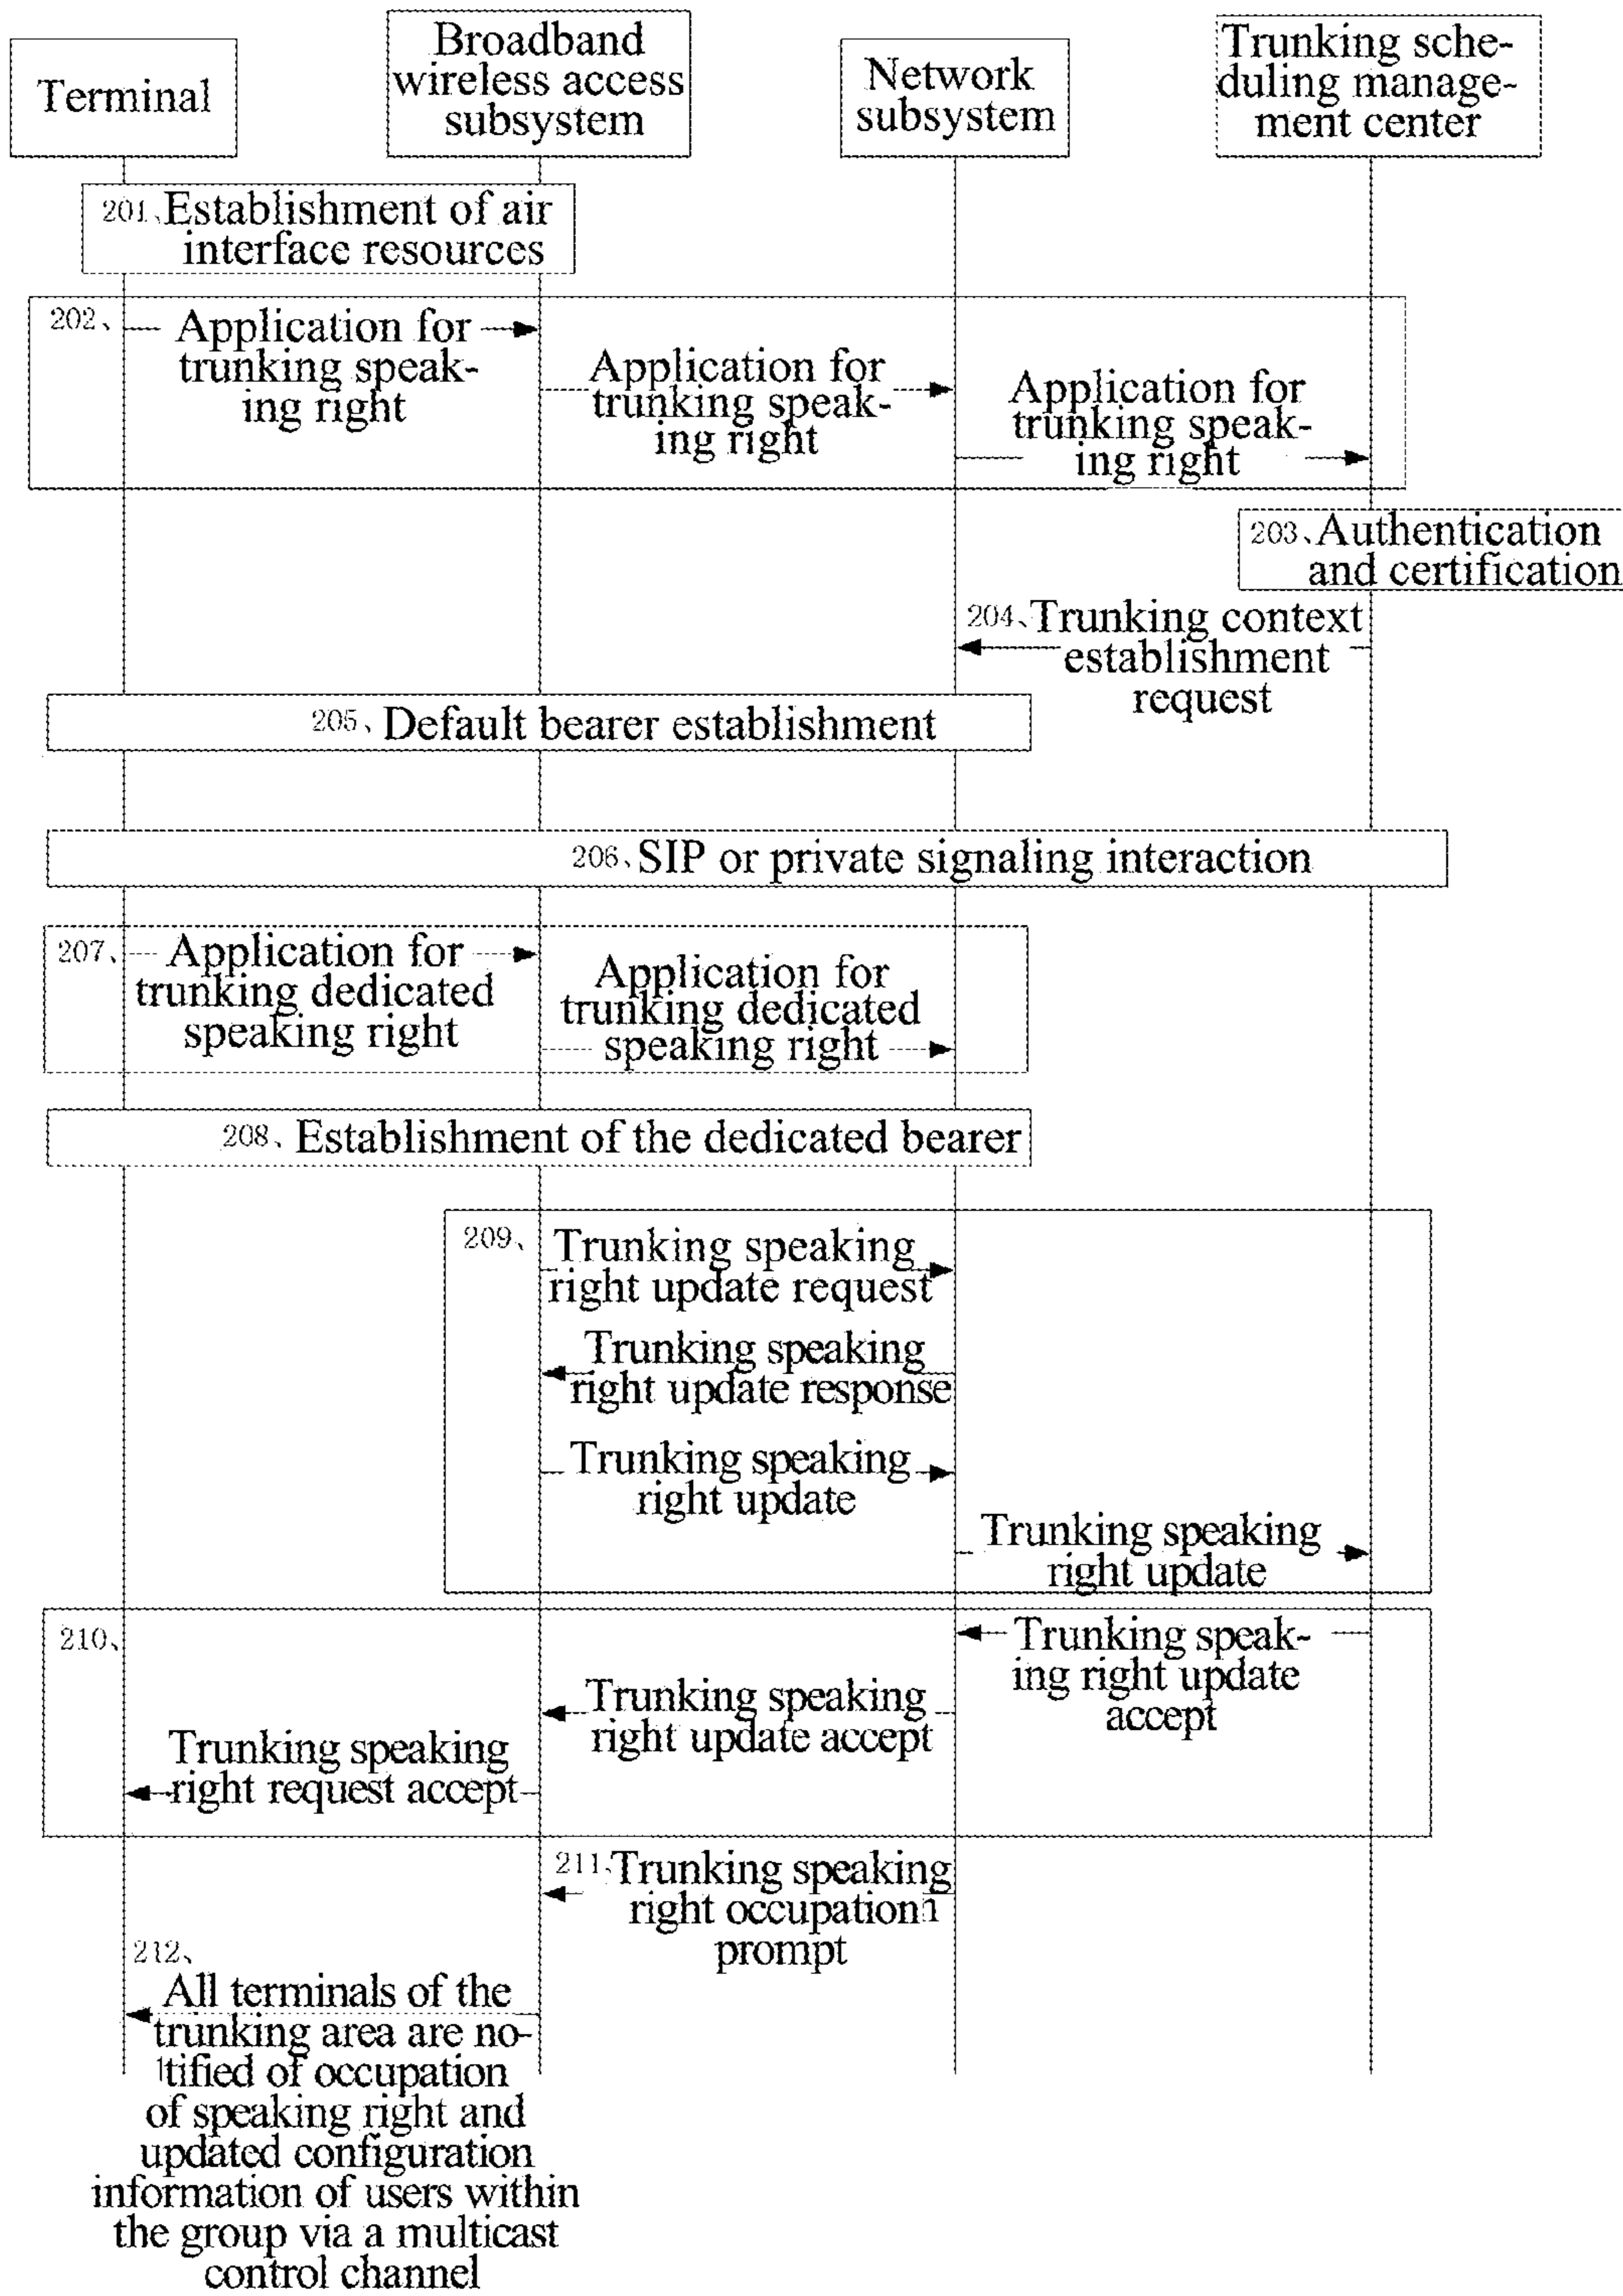 Terminal
Broadband
wireless access
subsystem
Network
subsystem
Trunking sche-
duling manage-
ment center
201、Establishment of air
interface resources
202、
Application for
trunking speak-
ing right
Application for
trunking speak-
ing right
Application for
trunking speak-
ing right
203、Authentication
and certification
204、Trunking context
establishment
request
205、Default bearer establishment
206、SIP or private signaling interaction
207、
Application for
trunking dedicated
speaking right
Application for
trunking dedicated
speaking right
208、Establishment of the dedicated bearer
209、
Trunking speaking
right update request
Trunking speaking
right update response
Trunking speaking
right update
Trunking speaking
right update
210、
Trunking speak-
ing right update
accept
Trunking speaking
right update accept
Trunking speaking
right request accept
211、Trunking speaking
right occupation
prompt
212、
All terminals of the
trunking area are no-
tified of occupation
of speaking right and
updated configuration
information of users within
the group via a multicast
control channel